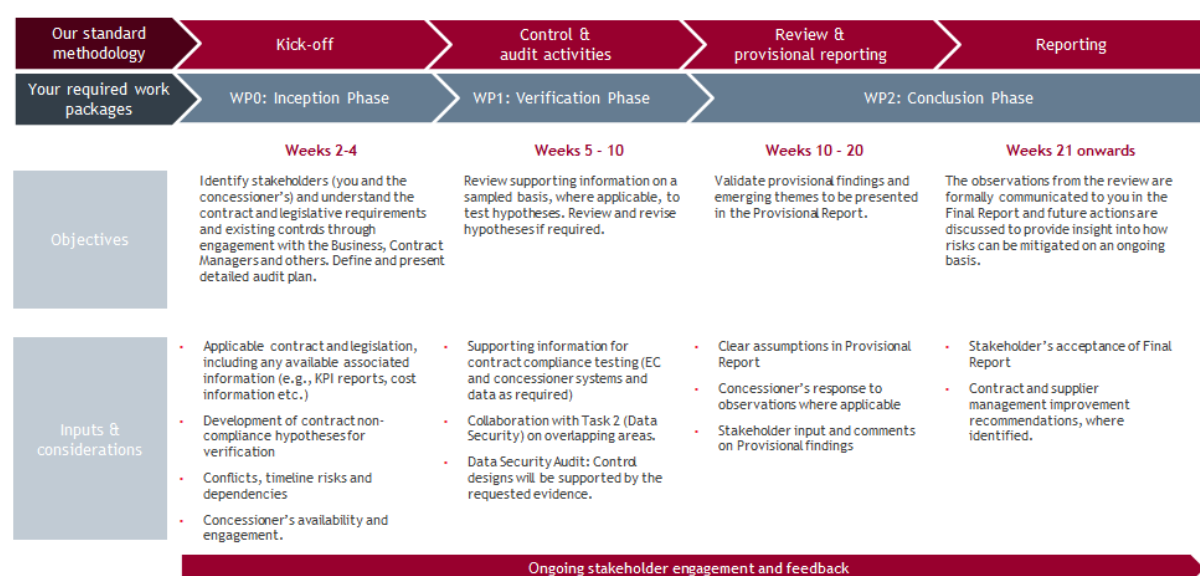 Our standard
methodology
Kick-off
Control &
audit activities
Review &
provisional reporting
Reporting
Your required work
packages
WP0: Inception Phase
WP1: Verification Phase
WP2: Conclusion Phase
Weeks 2-4
Weeks 5 - 10
Weeks 10 - 20
Weeks 21 onwards
Objectives
Identify stakeholders (you and the
concessioner's) and understand the
contract and legislative requirements
and existing controls through
engagement with the Business, Contract
Managers and others. Define and present
detailed audit plan.
Review supporting information on a
sampled basis, where applicable, to
test hypotheses. Review and revise
hypotheses if required.
Validate provisional findings and
emerging themes to be presented
in the Provisional Report.
The observations from the review are
formally communicated to you in the
Final Report and future actions are
discussed to provide insight into how
risks can be mitigated on an ongoing
basis.
Inputs &
considerations
• Applicable contract and legislation,
including any available associated
information (e.g., KPI reports, cost
information etc.)
• Development of contract non-
compliance hypotheses for
verification
• Conflicts, timeline risks and
dependencies
• Concessioner's availability and
engagement.
• Supporting information for
contract compliance testing (EC
and concessioner systems and
data as required)
• Collaboration with Task 2 (Data
Security) on overlapping areas.
• Data Security Audit: Control
designs will be supported by the
requested evidence.
• Clear assumptions in Provisional
Report
• Concessioner's response to
observations where applicable
• Stakeholder input and comments
on Provisional findings
• Stakeholder's acceptance of Final
Report
• Contract and supplier
management improvement
recommendations, where
identified.
Ongoing stakeholder engagement and feedback